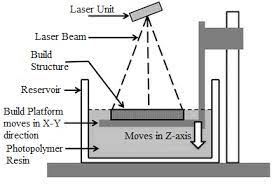 Laser Unit
Laser Beam
Build
Structure
Reservoir
Build Platform
moves in X-Y
direction
Moves in Z-axis
Photopolymer
Resin